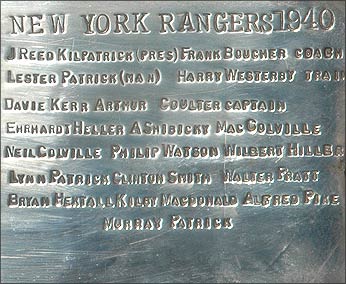 NEW YORK RANGERS 1940
J REED KILPATRICK (PRES) FRANK BOUCHER COACH
LESTER PATRICK (MAN) HARRY WESTERBY TRAIN
DAVIE KERR ARTHUR COULTER CAPTAIN
EHRHARDT HELLER A SHIBICKY MAC COLVILLE
NEIL COLVILLE PHILIP WATSON WILBERT HILLER
LYNN PATRICK CLINTON SMITH WALTER PRATT
BRYAN HEXTALL KILBY MACDONALD ALFRED PIKE
MURRAY PATRICK